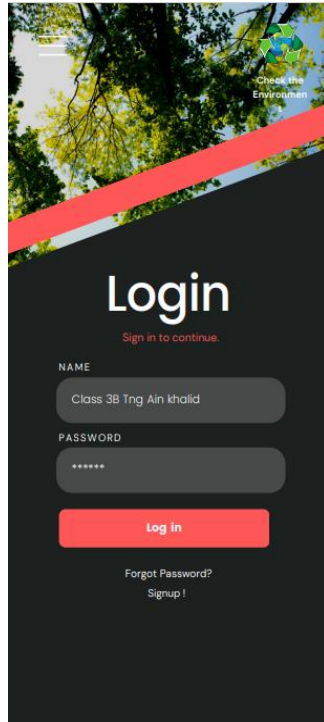 Check the
Environmen
Login
Sign in to continue.
NAME
Class 3B Tng Ain khalid
PASSWORD
******
Log in
Forgot Password?
Signup !